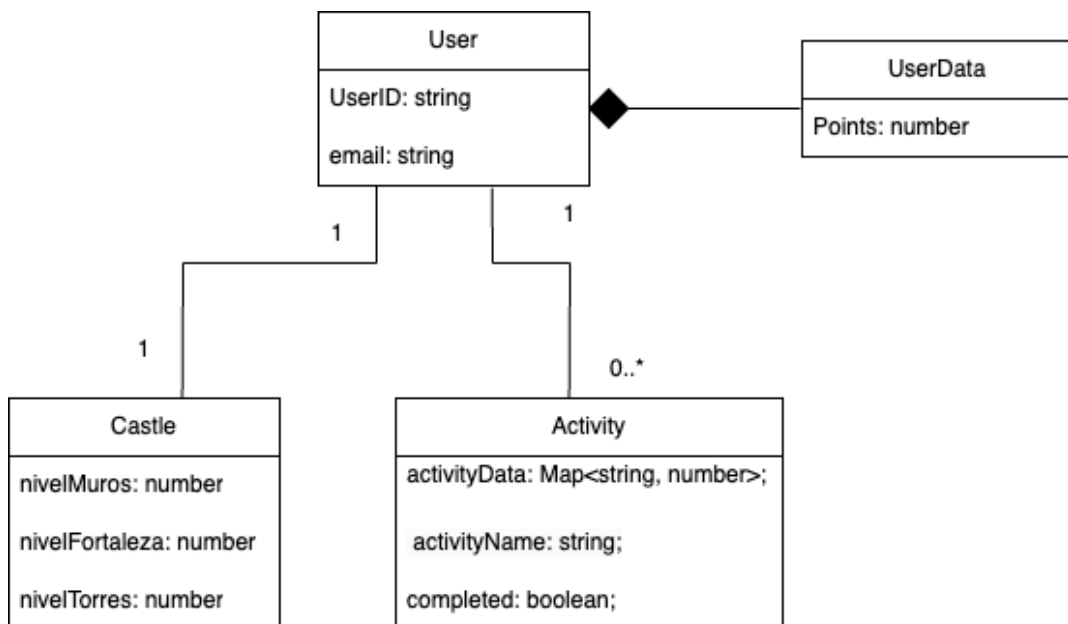 User
UserID: string
email: string
UserData
Points: number
1
1
1
0..*
Castle
nivelMuros: number
nivelFortaleza: number
nivelTorres: number
Activity
activityData: Map<string, number>;
activityName: string;
completed: boolean;